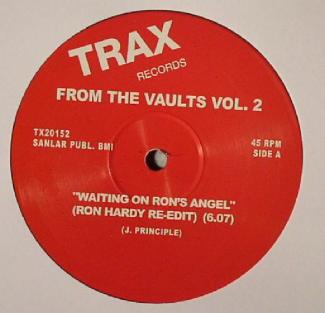 TRAX
RECORDS
FROM THE VAULTS VOL. 2
TX20152
SANLAR PUBL. BMI
45 RPM
SIDE A
"WAITING ON RON'S ANGEL"
(RON HARDY RE-EDIT) (6.07)
(J. PRINCIPLE)